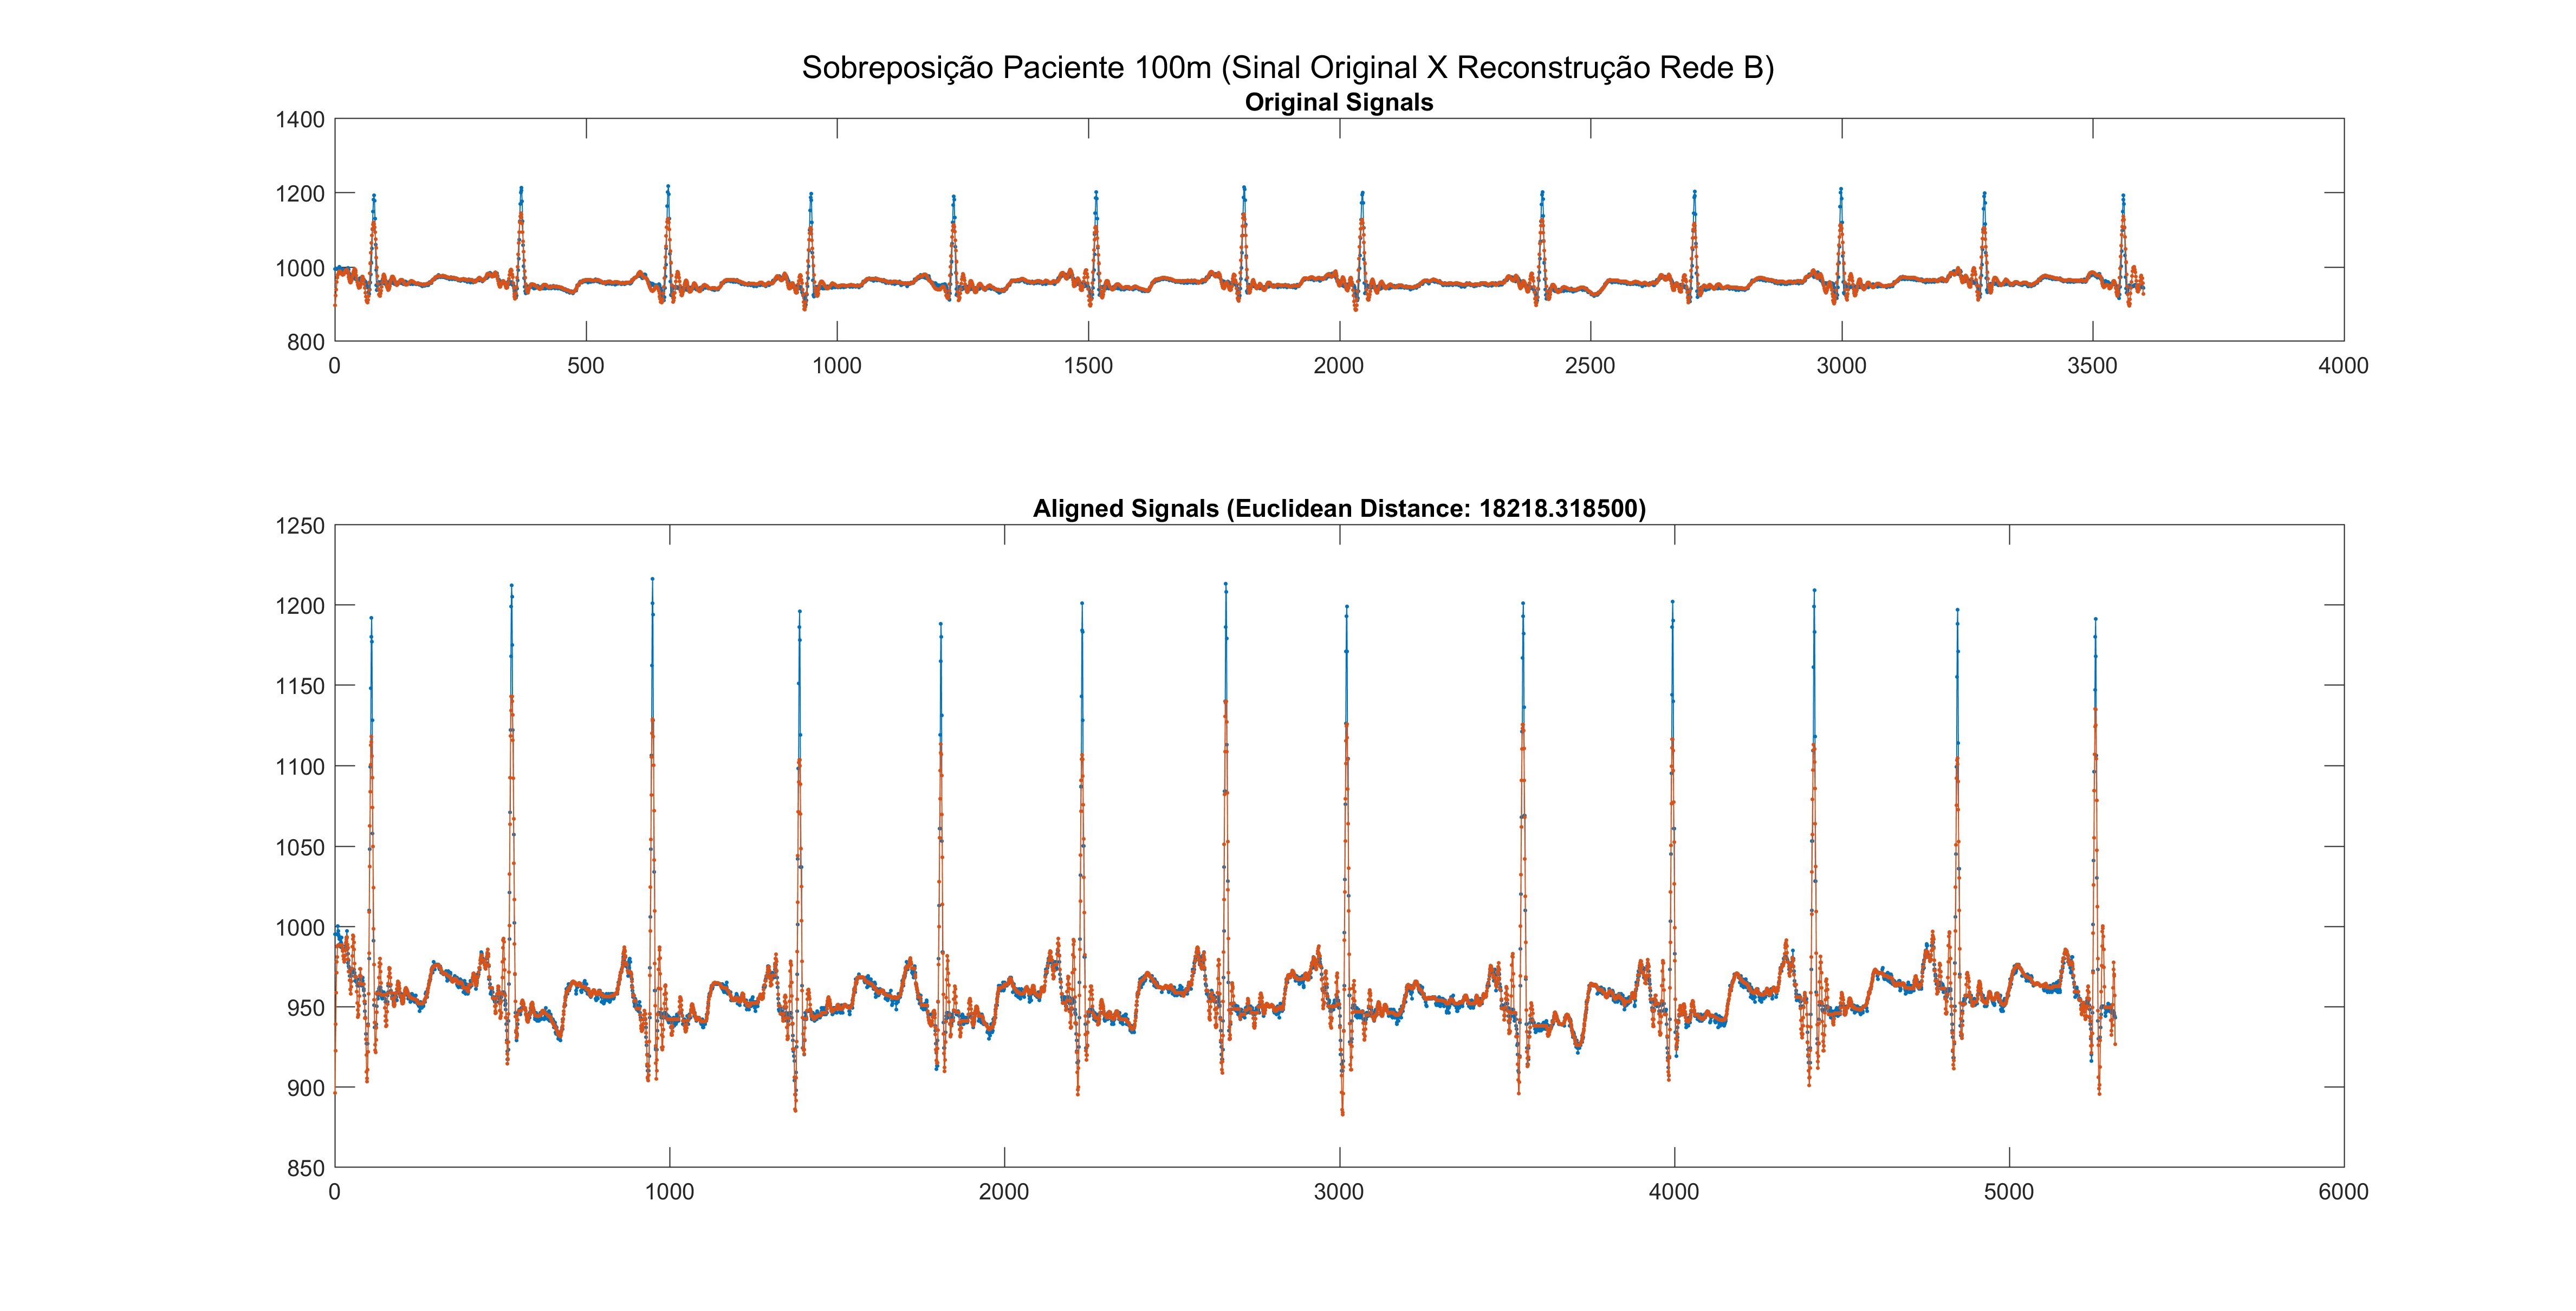 Sobreposição Paciente 100m (Sinal Original X Reconstrução Rede B)
Original Signals
1400
1200
1000
800
0 500 1000 1500 2000 2500 3000 3500 4000
Aligned Signals (Euclidean Distance: 18218.318500)
1250
1200
1150
1100
1050
1000
950
900
850
0 1000 2000 3000 4000 5000 6000